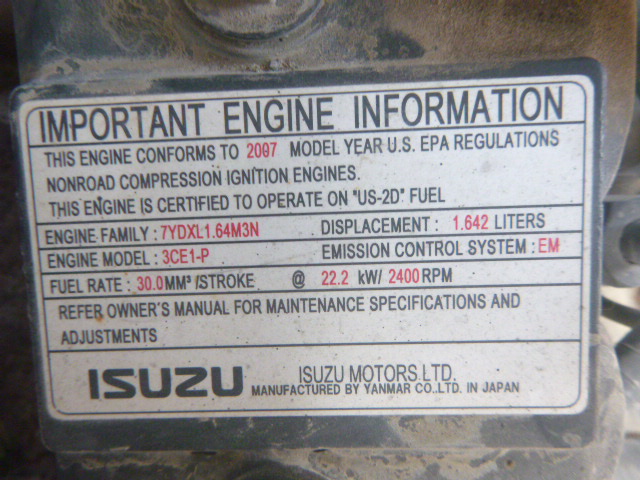 IMPORTANT ENGINE INFORMATION
THIS ENGINE CONFORMS TO 2007 MODEL YEAR U.S. EPA REGULATIONS
NONROAD COMPRESSION IGNITION ENGINES.
THIS ENGINE IS CERTIFIED TO OPERATE ON "US-2D" FUEL
ENGINE FAMILY : 7YDXL1.64M3N DISPLACEMENT : 1.642 LITERS
ENGINE MODEL : 3CE1-P EMISSION CONTROL SYSTEM : EM
FUEL RATE : 30.0MM³ /STROKE @ 22.2 kW/ 2400RPM
REFER OWNER'S MANUAL FOR MAINTENANCE SPECIFICATIONS AND
ADJUSTMENTS
ISUZU ISUZU MOTORS LTD.
MANUFACTURED BY YANMAR CO.,LTD. IN JAPAN